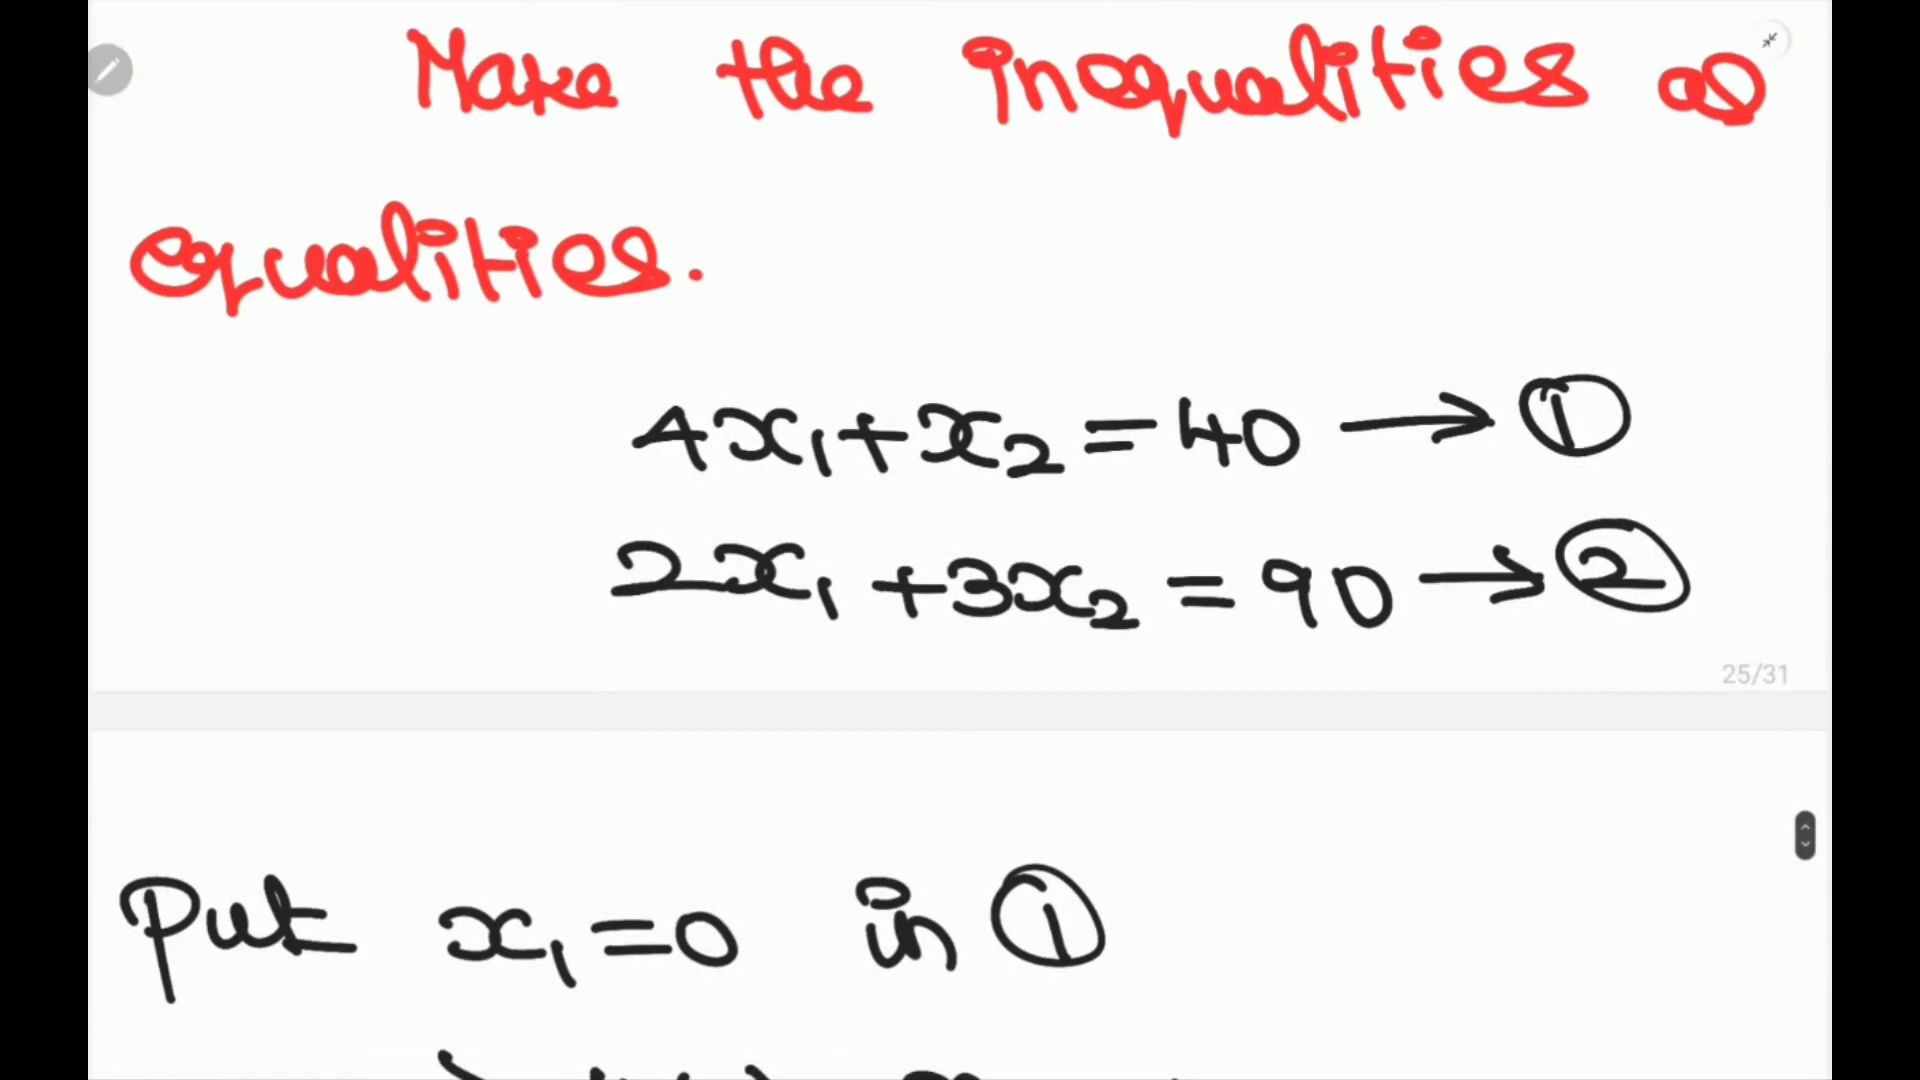 Make the inequalities as
equalities.
4x₁+x₂=40 → ①
2x₁+3x₂=90 → ②
25/31
Put x₁=0 in ①